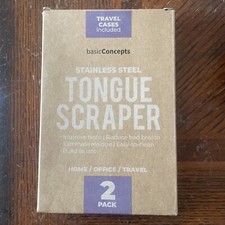 TRAVEL
CASES
Included
basicConcepts
STAINLESS STEEL
TONGUE
SCRAPER
HOME / OFFICE / TRAVEL
2
PACK